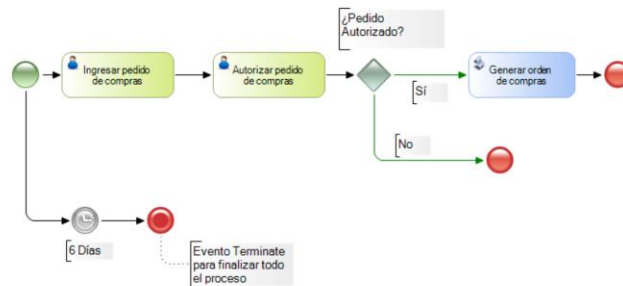 ¿Pedido
Autorizado?
Ingresar pedido
de compras
Autorizar pedido
de compras
Generar orden
de compras
Sí
No
6 Días
Evento Terminate
para finalizar todo
el proceso